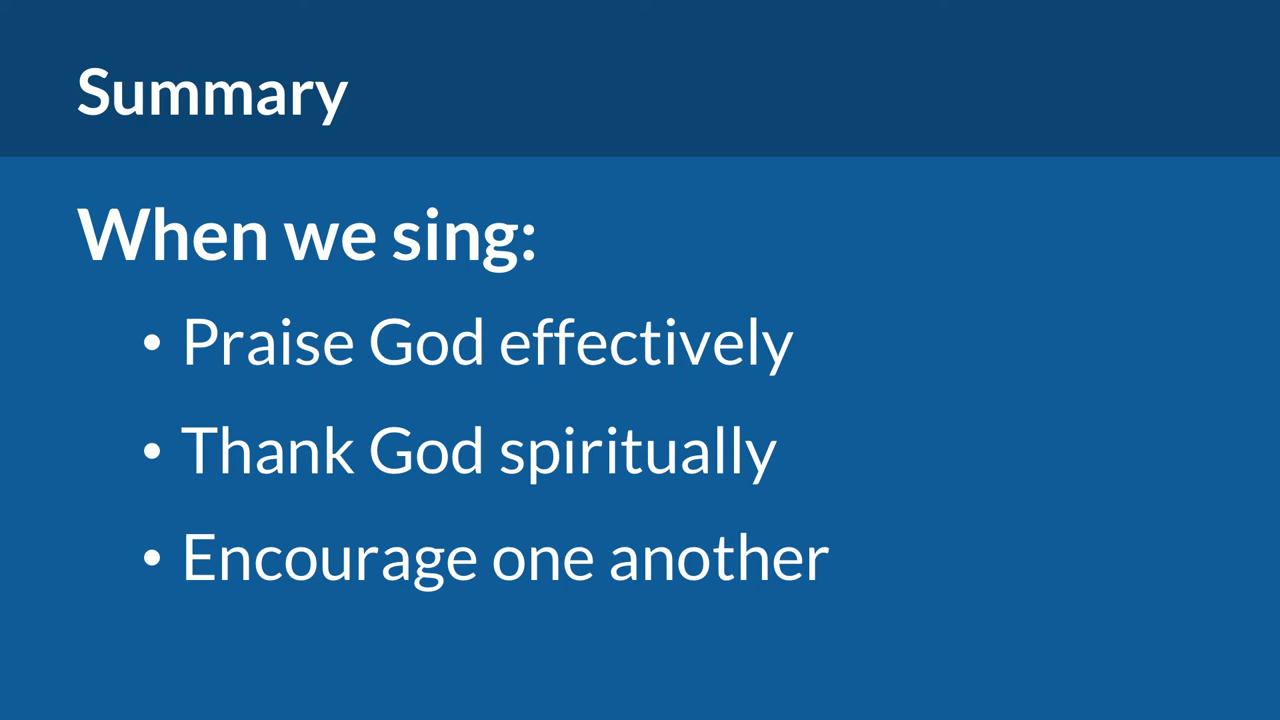 Summary
When we sing:
• Praise God effectively
• Thank God spiritually
• Encourage one another